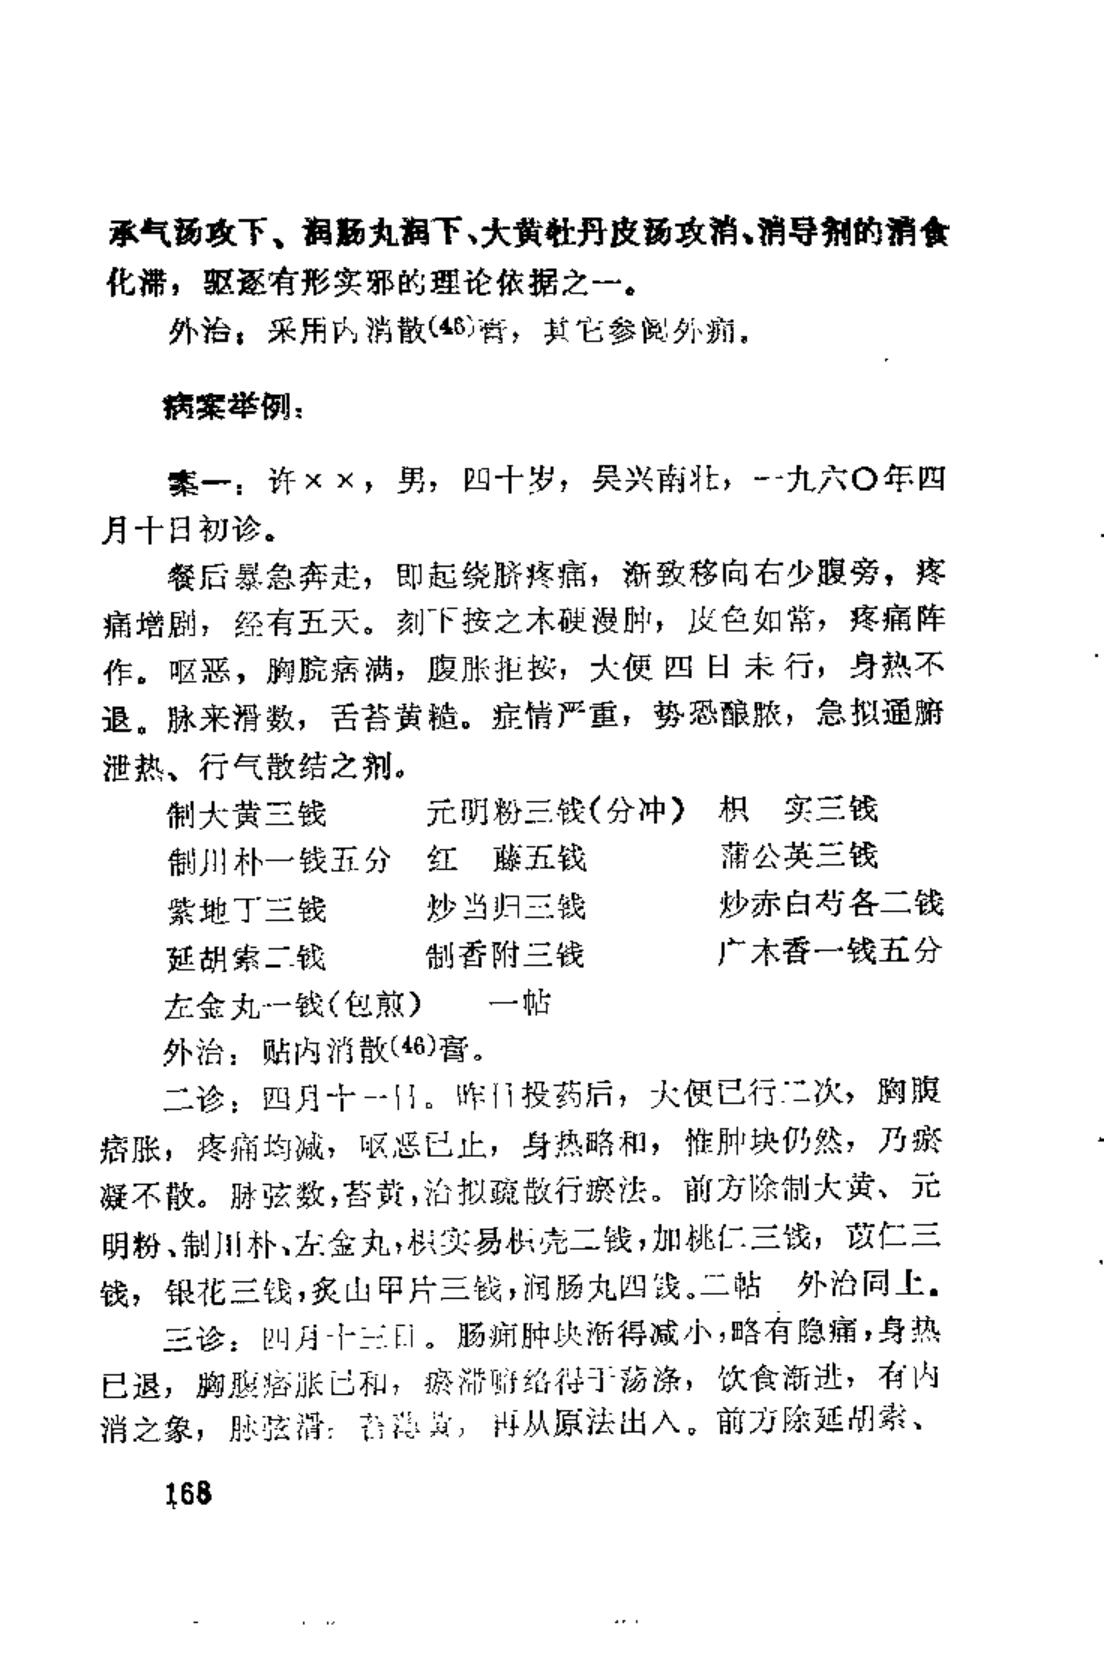 承气汤攻下、润肠丸润下、大黄牡丹皮汤攻消、消导剂的消食
化滞，驱逐有形实邪的理论依据之一。
外治：采用内消散(46)膏，其它参阅外痈。
病案举例：
案一：许××，男，四十岁，吴兴南壮，一九六〇年四
月十日初诊。
餐后暴急奔走，即起绕脐疼痛，渐致移向右少腹旁，疼
痛增剧，经有五天。刻下按之木硬漫肿，皮色如常，疼痛阵
作。呕恶，胸脘痞满，腹胀拒按，大便四日未行，身热不
退。脉来滑数，舌苔黄糙。症情严重，势恐酿脓，急拟通腑
泄热、行气散结之剂。
制大黄三钱 元明粉三钱(分冲) 枳 实三钱
制川朴一钱五分 红 藤五钱 蒲公英三钱
紫地丁三钱 炒当归三钱 炒赤白芍各二钱
延胡索二钱 制香附三钱 广木香一钱五分
左金丸一钱(包煎) 一帖
外治：贴内消散(46)膏。
二诊：四月十一日。昨日投药后，大便已行二次，胸腹
痞胀，疼痛均减，呕恶已止，身热略和，惟肿块仍然，乃瘀
凝不散。脉弦数，苔黄，治拟疏散行瘀法。前方除制大黄、元
明粉、制川朴、左金丸，枳实易枳壳二钱，加桃仁三钱，苡仁三
钱，银花三钱，炙山甲片三钱，润肠丸四钱。二帖 外治同上。
三诊：四月十三日。肠痈肿块渐得减小，略有隐痛，身热
已退，胸腹痞胀已和，瘀滞腑络得于荡涤，饮食渐进，有内
消之象，脉弦滑；苔薄黄，再从原法出入。前方除延胡索、
168